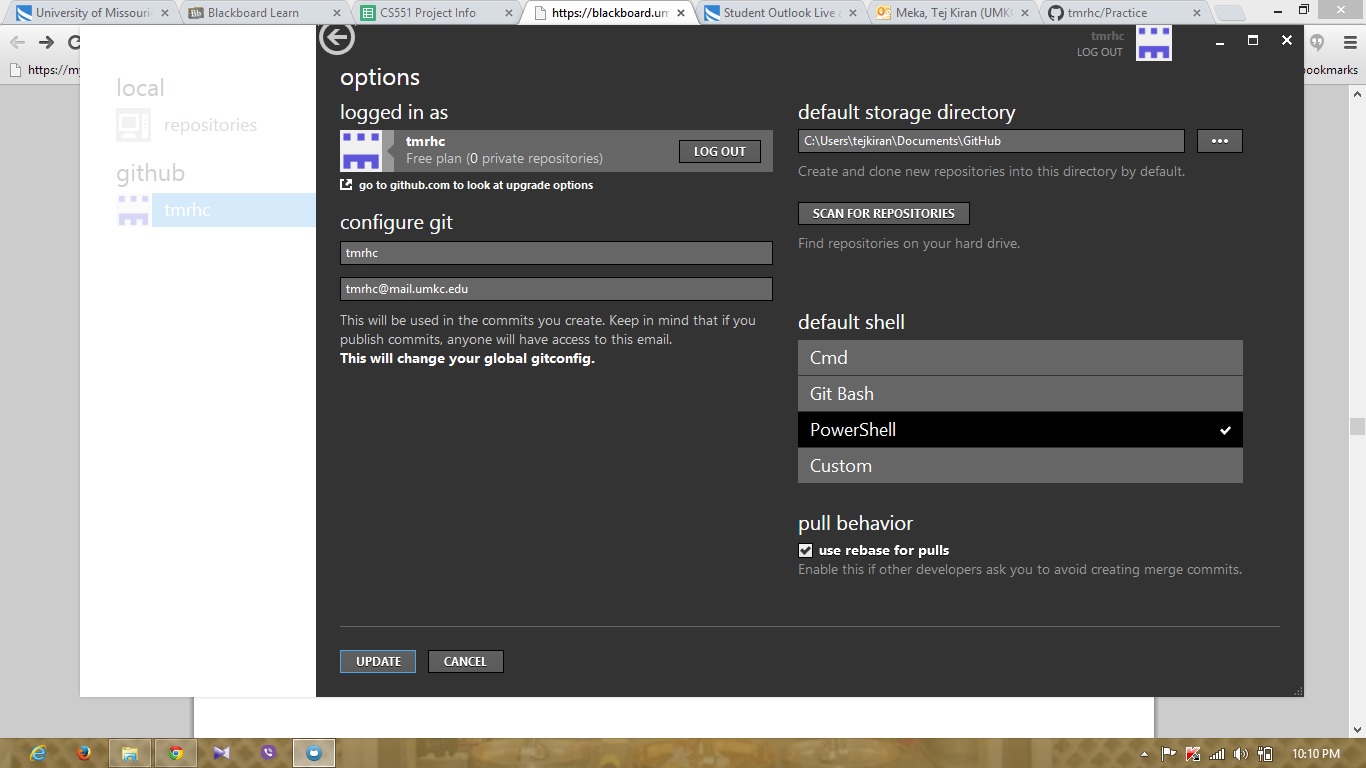 University of Missouri-
Blackboard Learn
CS551 Project Info
https://blackboard.um
Student Outlook Live
Meka, Tej Kiran (UMK
tmrhc/Practice
https://my
ookmarks
tmrhc
LOG OUT
local
repositories
github
tmrhc
options
logged in as
tmrhc
Free plan (0 private repositories)
LOG OUT
go to github.com to look at upgrade options
configure git
tmrhc
tmrhc@mail.umkc.edu
This will be used in the commits you create. Keep in mind that if you
publish commits, anyone will have access to this email.
This will change your global gitconfig.
default storage directory
C:\Users\tejkiran\Documents\GitHub
Create and clone new repositories into this directory by default.
SCAN FOR REPOSITORIES
Find repositories on your hard drive.
default shell
Cmd
Git Bash
PowerShell
Custom
pull behavior
use rebase for pulls
Enable this if other developers ask you to avoid creating merge commits.
UPDATE
CANCEL
10:10 PM